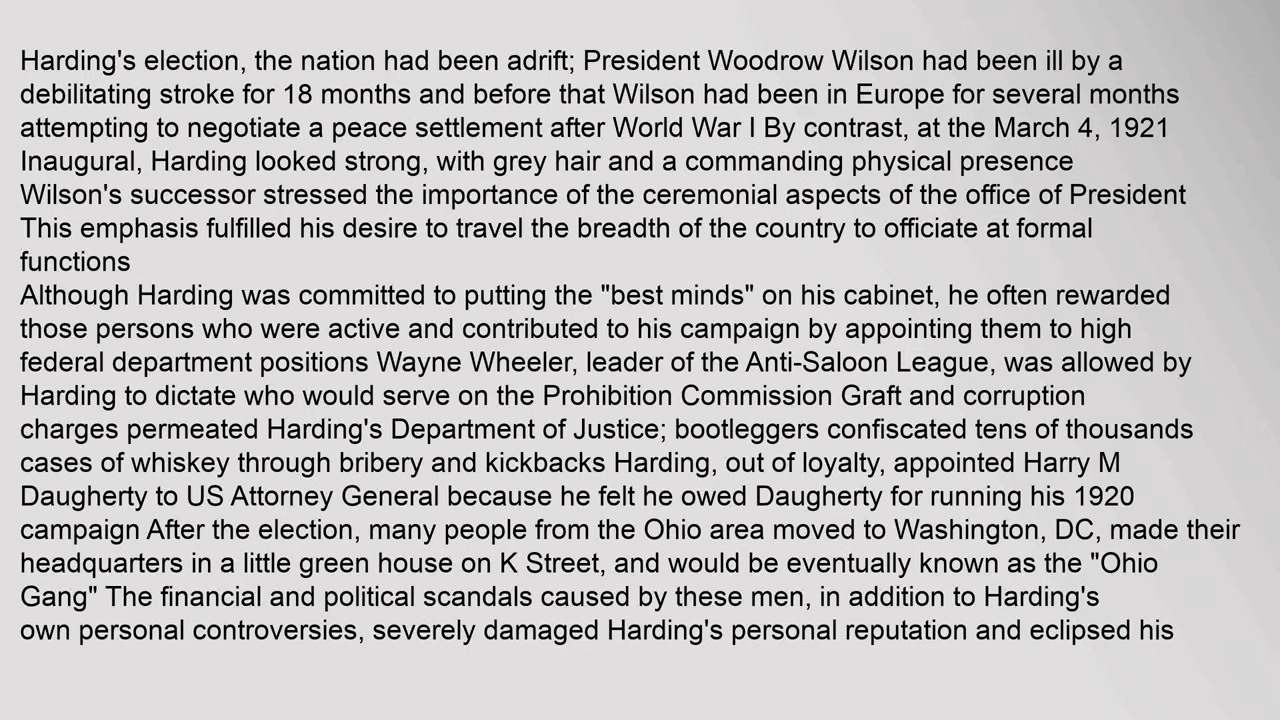 Harding's election, the nation had been adrift; President Woodrow Wilson had been ill by a
debilitating stroke for 18 months and before that Wilson had been in Europe for several months
attempting to negotiate a peace settlement after World War I By contrast, at the March 4, 1921
Inaugural, Harding looked strong, with grey hair and a commanding physical presence
Wilson's successor stressed the importance of the ceremonial aspects of the office of President
This emphasis fulfilled his desire to travel the breadth of the country to officiate at formal
functions
Although Harding was committed to putting the "best minds" on his cabinet, he often rewarded
those persons who were active and contributed to his campaign by appointing them to high
federal department positions Wayne Wheeler, leader of the Anti-Saloon League, was allowed by
Harding to dictate who would serve on the Prohibition Commission Graft and corruption
charges permeated Harding's Department of Justice; bootleggers confiscated tens of thousands
cases of whiskey through bribery and kickbacks Harding, out of loyalty, appointed Harry M
Daugherty to US Attorney General because he felt he owed Daugherty for running his 1920
campaign After the election, many people from the Ohio area moved to Washington, DC, made their
headquarters in a little green house on K Street, and would be eventually known as the "Ohio
Gang" The financial and political scandals caused by these men, in addition to Harding's
own personal controversies, severely damaged Harding's personal reputation and eclipsed his